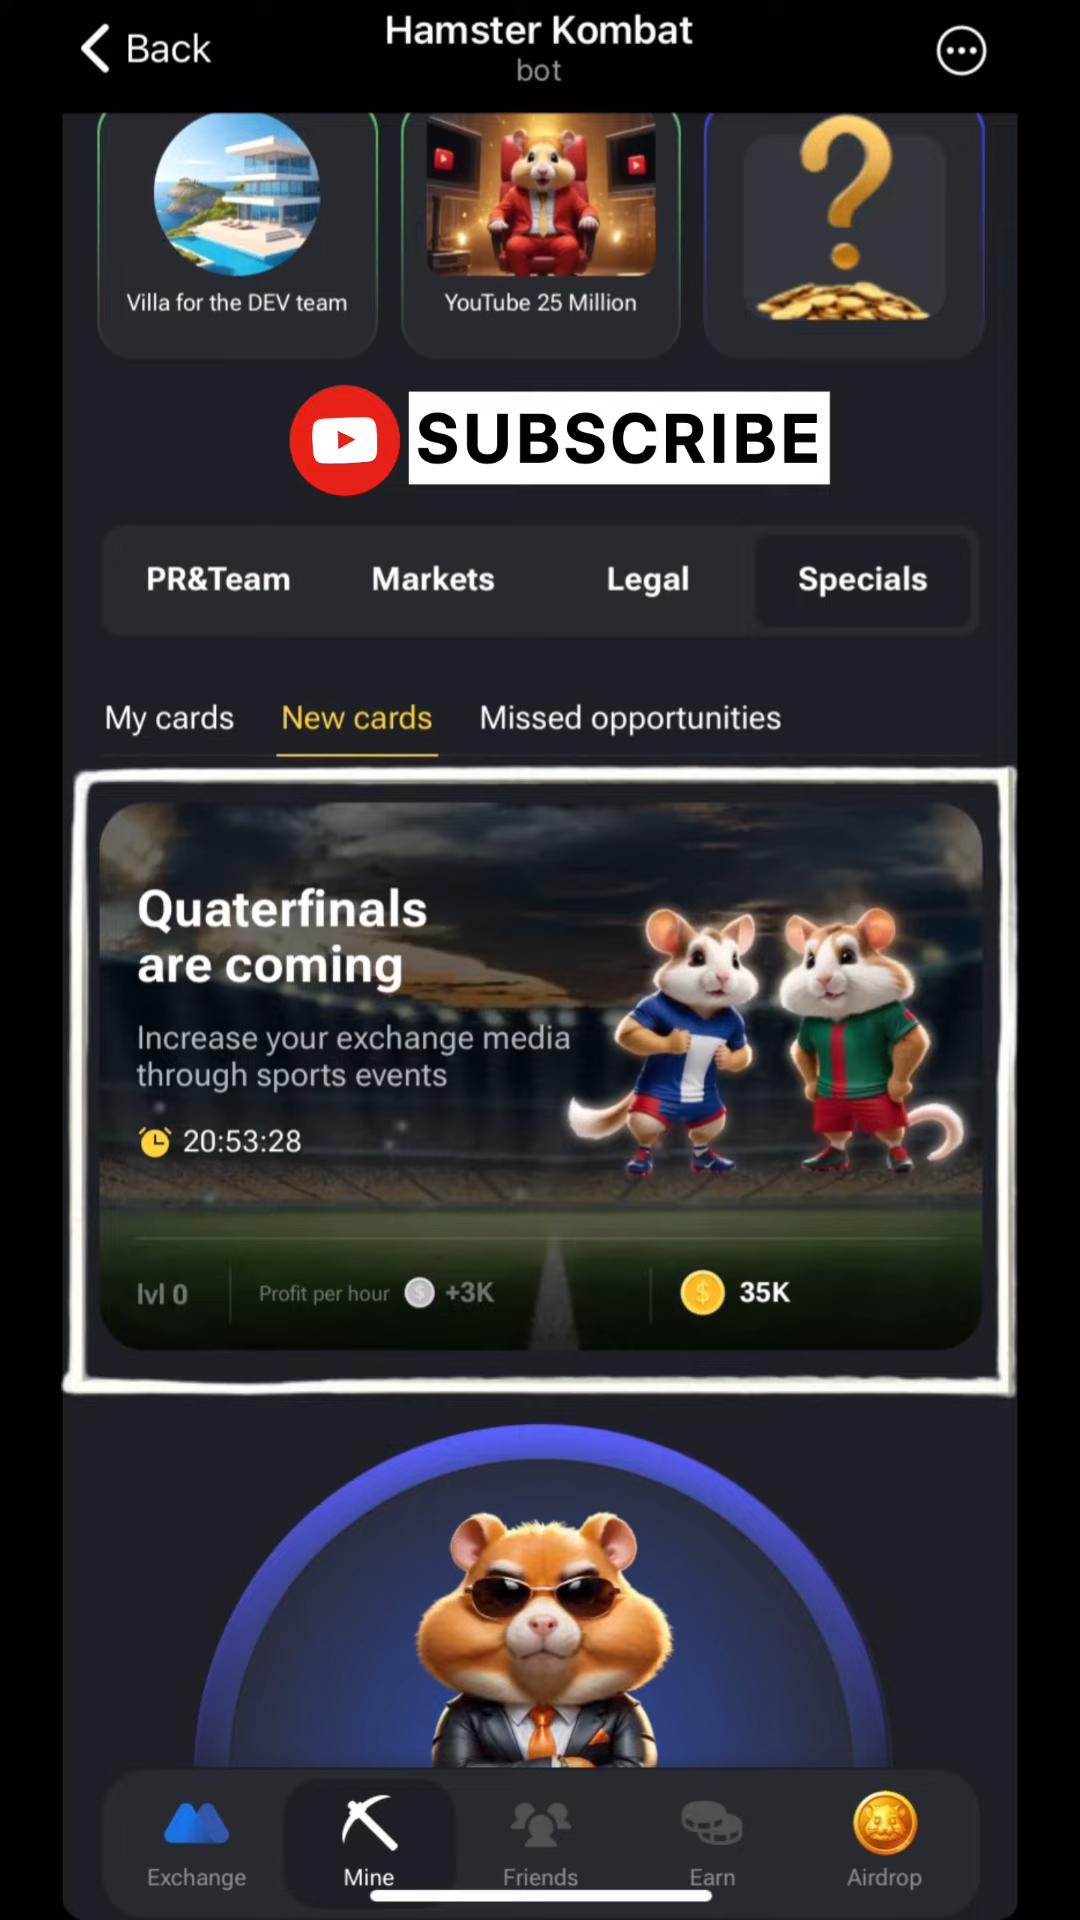 Back
Hamster Kombat
bot
Villa for the DEV team
YouTube 25 Million
?
SUBSCRIBE
PR&Team
Markets
Legal
Specials
My cards
New cards
Missed opportunities
Quaterfinals
are coming
Increase your exchange media
through sports events
20:53:28
lvl 0
Profit per hour
+3K
35K
Exchange
Mine
Friends
Earn
Airdrop